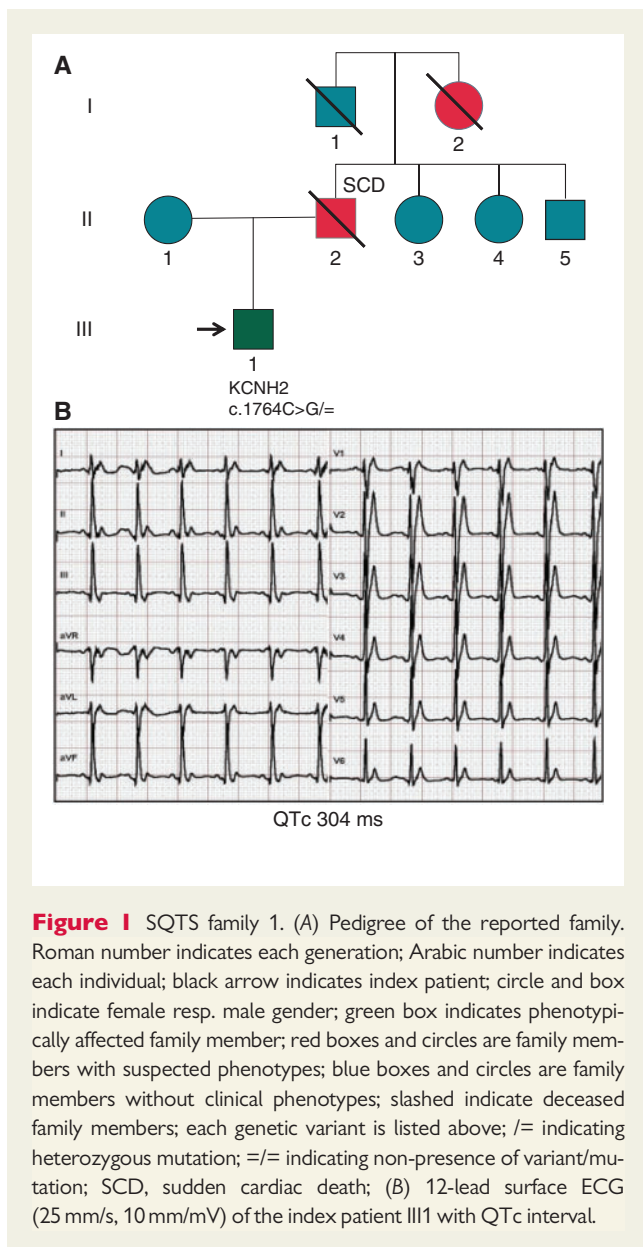 A
I
1
2
SCD
II
1
2
3
4
5
III
1
KCNH2
c.1764C>G/=
B
I
V1
II
V2
III
V3
aVR
V4
aVL
V5
aVF
V6
QTc 304 ms
Figure 1 SQTS family 1. (A) Pedigree of the reported family.
Roman number indicates each generation; Arabic number indicates
each individual; black arrow indicates index patient; circle and box
indicate female resp. male gender; green box indicates phenotypi-
cally affected family member; red boxes and circles are family mem-
bers with suspected phenotypes; blue boxes and circles are family
members without clinical phenotypes; slashed indicate deceased
family members; each genetic variant is listed above; /= indicating
heterozygous mutation; =/= indicating non-presence of variant/mu-
tation; SCD, sudden cardiac death; (B) 12-lead surface ECG
(25 mm/s, 10 mm/mV) of the index patient III1 with QTc interval.